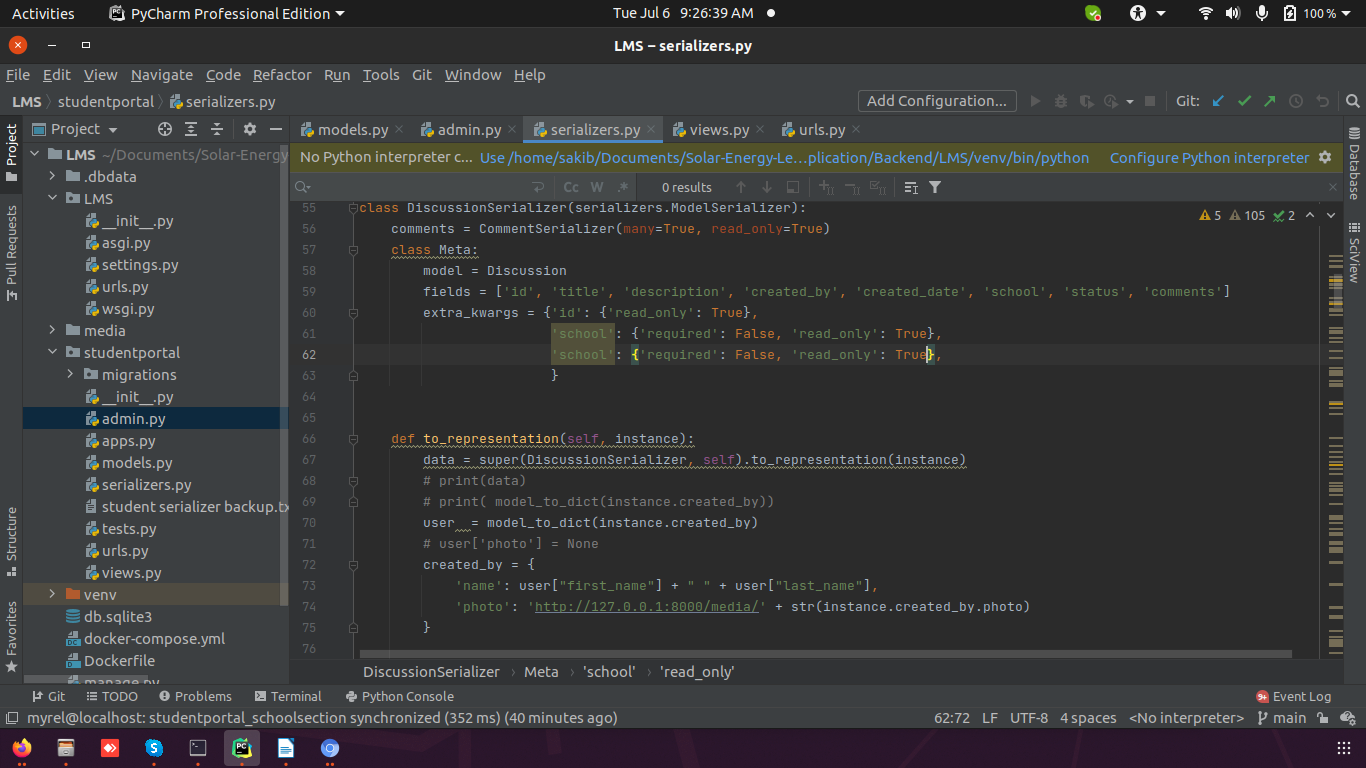 Activities PyCharm Professional Edition Tue Jul 6 9:26:39 AM 100 %
LMS – serializers.py
File Edit View Navigate Code Refactor Run Tools Git Window Help
LMS studentportal serializers.py Add Configuration... Git:
Project models.py admin.py serializers.py views.py urls.py
LMS ~/Documents/Solar-Energy
No Python interpreter c... Use /home/sakib/Documents/Solar-Energy-Le...plication/Backend/LMS/venv/bin/python Configure Python interpreter
Cc W .* 0 results
.dbdata
LMS
__init__.py
asgi.py
settings.py
urls.py
wsgi.py
media
studentportal
migrations
__init__.py
admin.py
apps.py
models.py
serializers.py
student serializer backup.tx
tests.py
urls.py
views.py
venv
db.sqlite3
docker-compose.yml
Dockerfile
manage.py
Project
Pull Requests
Structure
Favorites
5 105 2
55 class DiscussionSerializer(serializers.ModelSerializer):
56 comments = CommentSerializer(many=True, read_only=True)
57 class Meta:
58 model = Discussion
59 fields = ['id', 'title', 'description', 'created_by', 'created_date', 'school', 'status', 'comments']
60 extra_kwargs = {'id': {'read_only': True},
61 'school': {'required': False, 'read_only': True},
62 'school': {'required': False, 'read_only': True},
63 }
64
65
66 def to_representation(self, instance):
67 data = super(DiscussionSerializer, self).to_representation(instance)
68 # print(data)
69 # print( model_to_dict(instance.created_by))
70 user = model_to_dict(instance.created_by)
71 # user['photo'] = None
72 created_by = {
73 'name': user["first_name"] + " " + user["last_name"],
74 'photo': 'http://127.0.0.1:8000/media/' + str(instance.created_by.photo)
75 }
76
Database
SciView
DiscussionSerializer Meta 'school' 'read_only'
Git TODO Problems Terminal Python Console 9+ Event Log
myrel@localhost: studentportal_schoolsection synchronized (352 ms) (40 minutes ago) 62:72 LF UTF-8 4 spaces <No interpreter> main